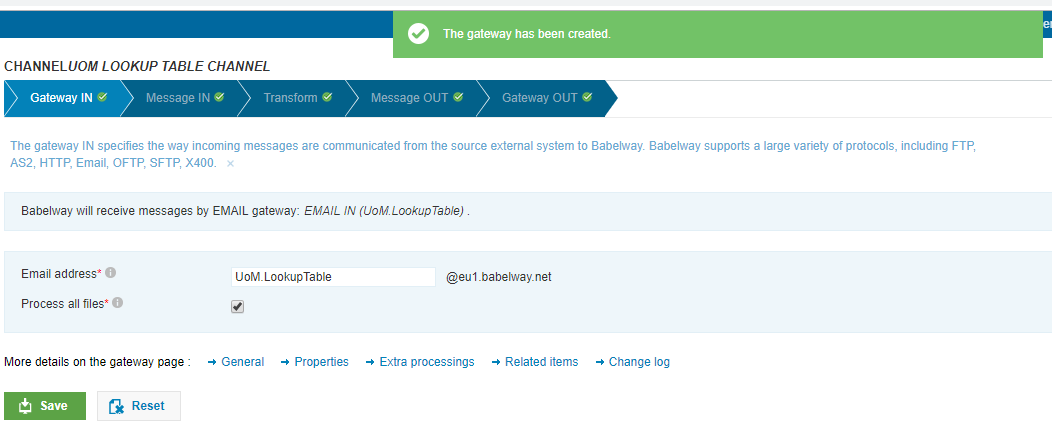 er
The gateway has been created.
CHANNELUOM LOOKUP TABLE CHANNEL
Gateway IN Message IN Transform Message OUT Gateway OUT
The gateway IN specifies the way incoming messages are communicated from the source external system to Babelway. Babelway supports a large variety of protocols, including FTP,
AS2, HTTP, Email, OFTP, SFTP, X400. ×
Babelway will receive messages by EMAIL gateway: EMAIL IN (UoM.LookupTable) .
Email address* i UoM.LookupTable @eu1.babelway.net
Process all files* i
More details on the gateway page : General Properties Extra processings Related items Change log
Save Reset